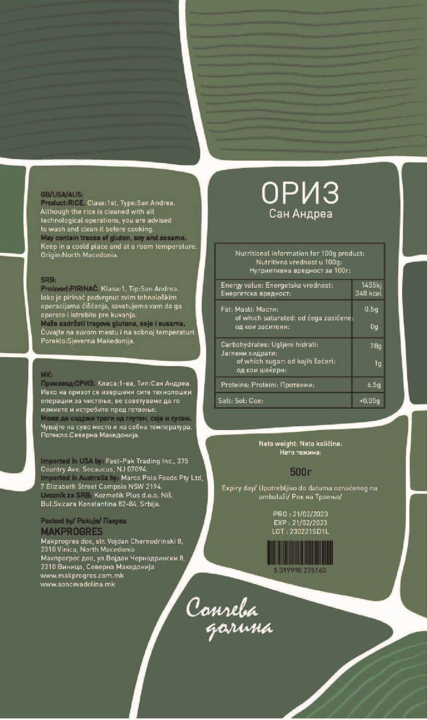 GB/USA/AUS:
Product:RICE, Class:1st, Type:San Andrea.
Although the rice is cleaned with all
technological operations, you are advised
to wash and clean it before cooking.
May contain traces of gluten, soy and sesame.
Keep in a coold place and at a room temperature.
Origin:North Macedonia.
SRB:
Proizvod:PIRINAČ, Klasa:1, Tip:San Andrea.
Iako je pirinač podvrgnut svim tehnološkim
operacijama čišćenja, savetujemo vam da ga
operete i istrebite pre kuvanja.
Može sadržati tragove glutena, soje i susama.
Čuvajte na suvom mestu i na sobnoj temperaturi.
Poreklo:Sjeverna Makedonija.
МК:
Производ:ОРИЗ, Класа:1-ва, Тип:Сан Андреа.
Иако на оризот се извршени сите технолошки
операции за чистење, ве советуваме да го
измиете и истребите пред готвење.
Може да содржи траги од глутен, соја и сусам.
Чувајте на суво место и на собна температура.
Потекло:Северна Македонија.
Imported in USA by: Fast-Pak Trading Inc., 375
Country Ave. Secaucus, NJ 07094.
Imported in Australia by: Marco Polo Foods Pty Ltd,
7 Elizabeth Street Campsie NSW 2194.
Uvoznik za SRB: Kozmetik Plus d.o.o. Niš,
Bul.Sv.cara Konstantina 82-84, Srbija.
Packed by/ Pakuje/ Пакува
MAKPROGRES
Makprogres doo, str. Vojdan Chernodrinski 8,
2310 Vinica, North Macedonia
Макпрогрес доо, ул.Војдан Чернодрински 8,
2310 Виница, Северна Македонија
www.makprogres.com.mk
www.soncevadolina.mk
ОРИЗ
Сан Андреа
Nutritional information for 100g product:
Nutritivna vrednost u 100g:
Нутритивна вредност за 100г:
Energy value: Energetska vrednost: 1455kj
Енергетска вредност: 348 kcal
Fat: Masti: Масти: 0.5g
of which saturated: od čega zasićene:
од кои заситени: 0g
Carbohydrates: Ugljeni hidrati: 78g
Јаглени хидрати:
of which sugar: od kojih šećeri: 1g
од кои шеќери:
Proteins: Proteini: Протеини: 6.5g
Salt: Sol: Сол: <0.05g
Neto weight: Neto količina:
Нето тежина:
500г
Expiry day/ Upotrebljivo do datuma označenog na
ambalaži/ Рок на Траење/
PRO : 21/02/2023
EXP : 21/02/2023
LOT : 230221SD1L
5 319990 225160
Сончева
долина